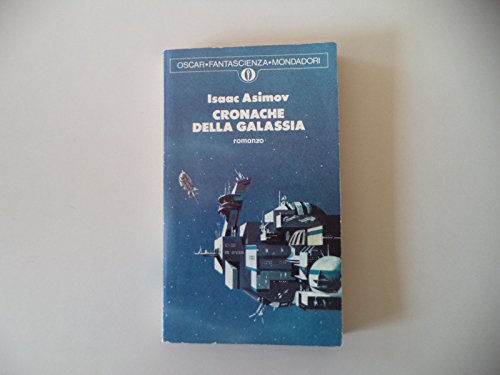 OSCAR•FANTASCIENZA•MONDADORI
Isaac Asimov
CRONACHE
DELLA GALASSIA
romanzo